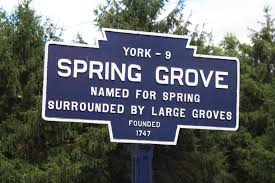 YORK - 9
SPRING GROVE
NAMED FOR SPRING
SURROUNDED BY LARGE GROVES
FOUNDED
1747